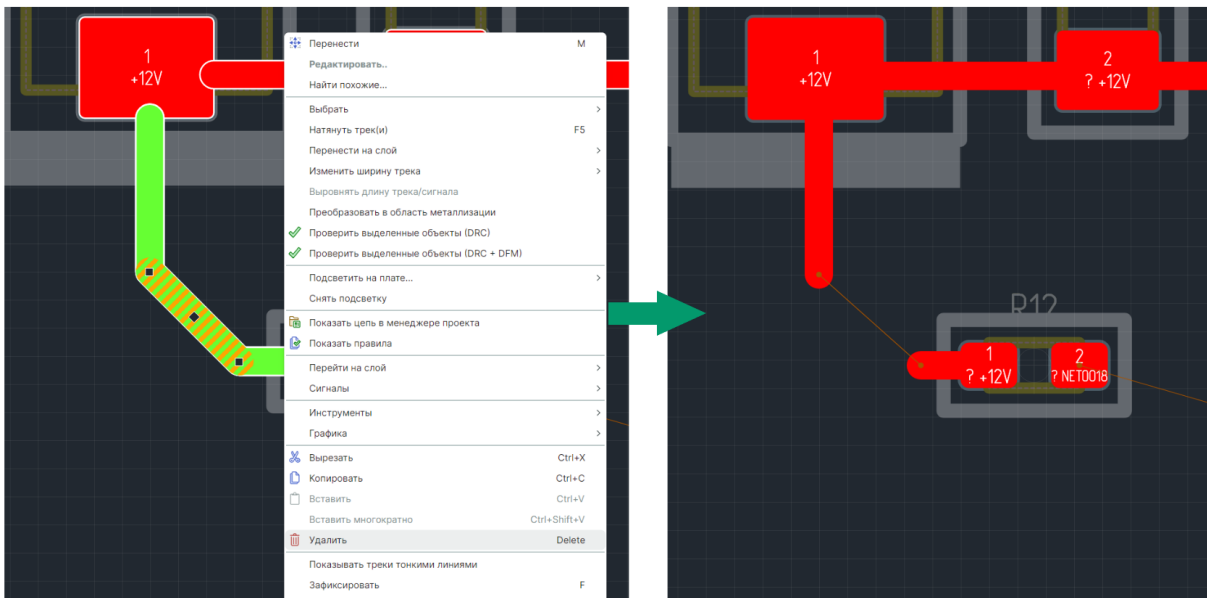 1
+12V
Перенести M
Редактировать..
Найти похожие...
Выбрать
Натянуть трек(и) F5
Перенести на слой
Изменить ширину трека
Выровнять длину трека/сигнала
Преобразовать в область металлизации
Проверить выделенные объекты (DRC)
Проверить выделенные объекты (DRC + DFM)
Подсветить на плате...
Снять подсветку
Показать цепь в менеджере проекта
Показать правила
Перейти на слой
Сигналы
Инструменты
Графика
Вырезать Ctrl+X
Копировать Ctrl+C
Вставить Ctrl+V
Вставить многократно Ctrl+Shift+V
Удалить Delete
Показывать треки тонкими линиями
Зафиксировать F
1
+12V
2
? +12V
R12
1
? +12V
2
? NET0018